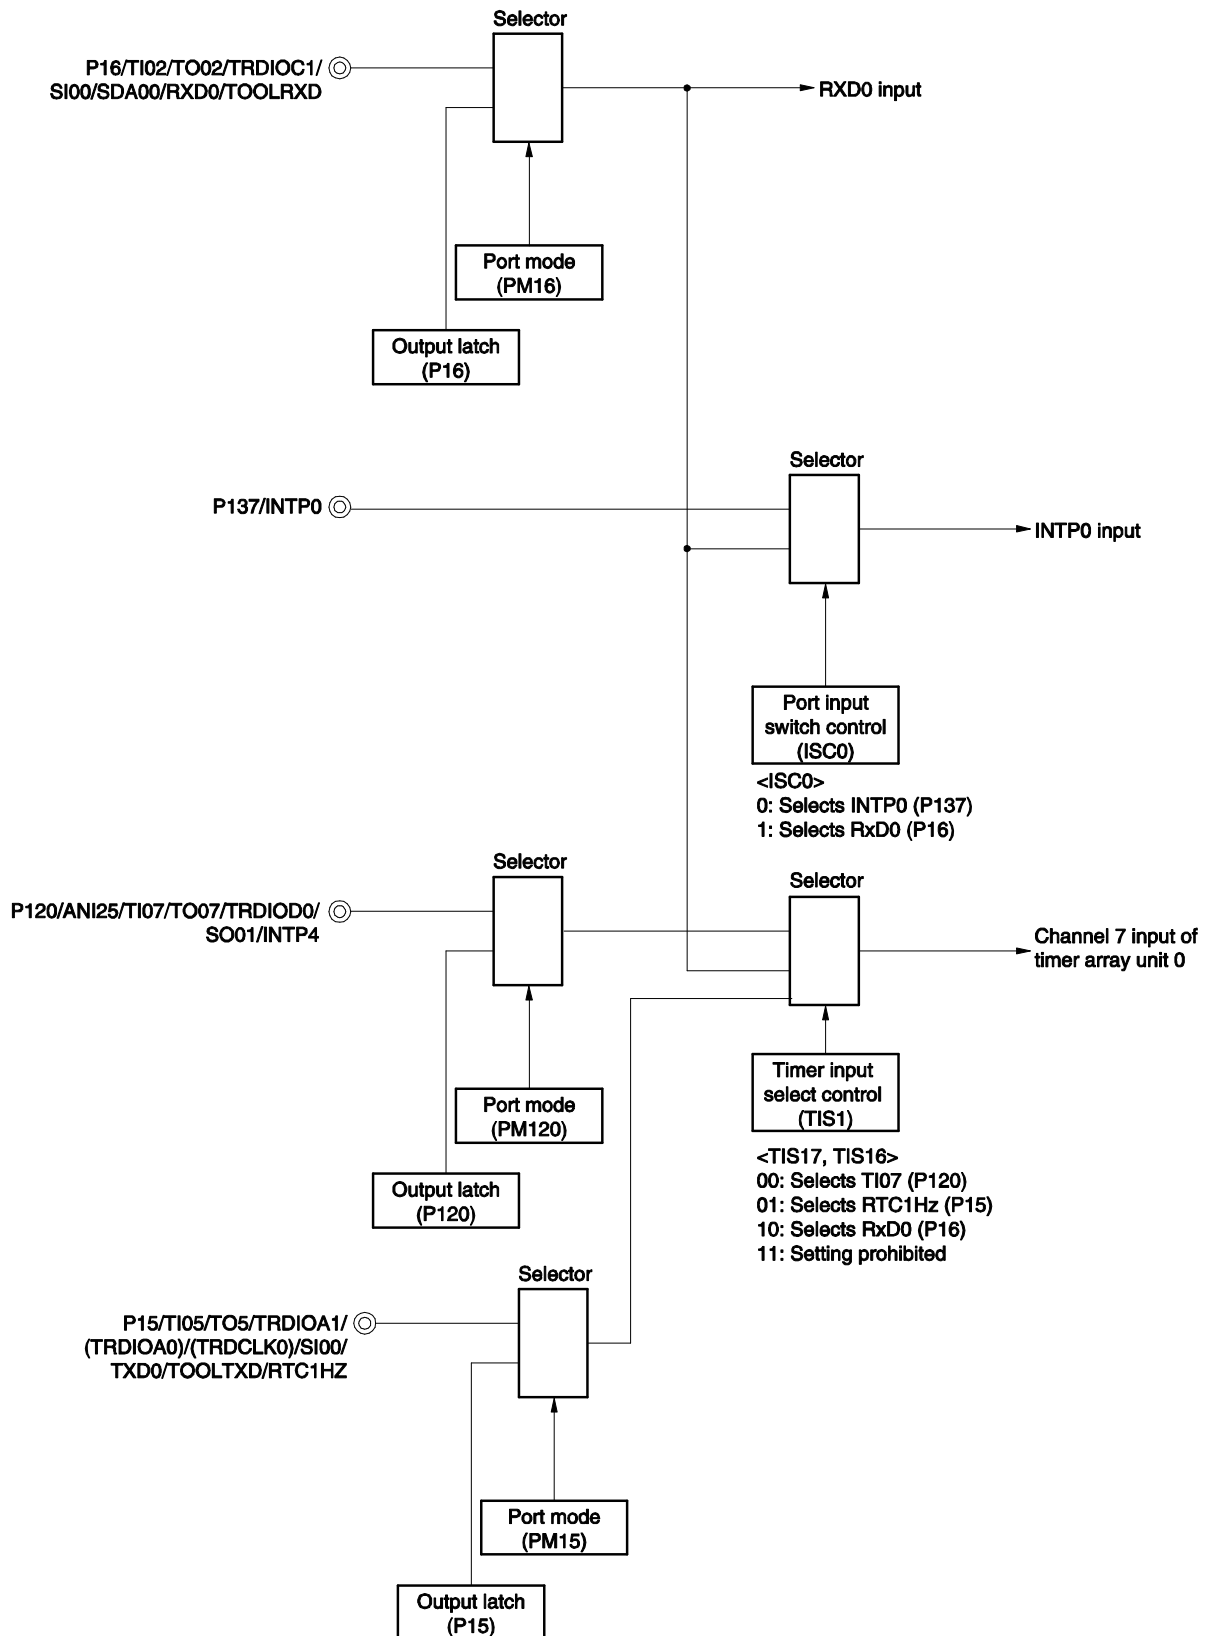 Selector
P16/TI02/TO02/TRDIOC1/
SI00/SDA00/RXD0/TOOLRXD
RXD0 input
Port mode
(PM16)
Output latch
(P16)
Selector
P137/INTP0
INTP0 input
Port input
switch control
(ISC0)
<ISC0>
0: Selects INTP0 (P137)
1: Selects RxD0 (P16)
Selector
Selector
P120/ANI25/TI07/TO07/TRDIOD0/
SO01/INTP4
Channel 7 input of
timer array unit 0
Port mode
(PM120)
Output latch
(P120)
Timer input
select control
(TIS1)
<TIS17, TIS16>
00: Selects TI07 (P120)
01: Selects RTC1Hz (P15)
10: Selects RxD0 (P16)
11: Setting prohibited
Selector
P15/TI05/TO5/TRDIOA1/
(TRDIOA0)/(TRDCLK0)/SI00/
TXD0/TOOLTXD/RTC1HZ
Port mode
(PM15)
Output latch
(P15)